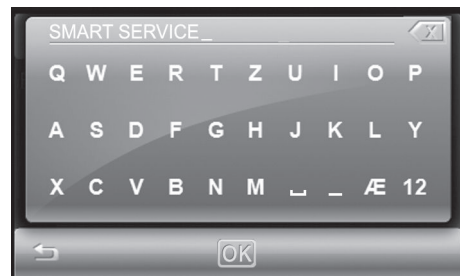 SMART SERVICE_
Q W E R T Z U I O P
A S D F G H J K L Y
X C V B N M ⎵ _ Æ 12
OK